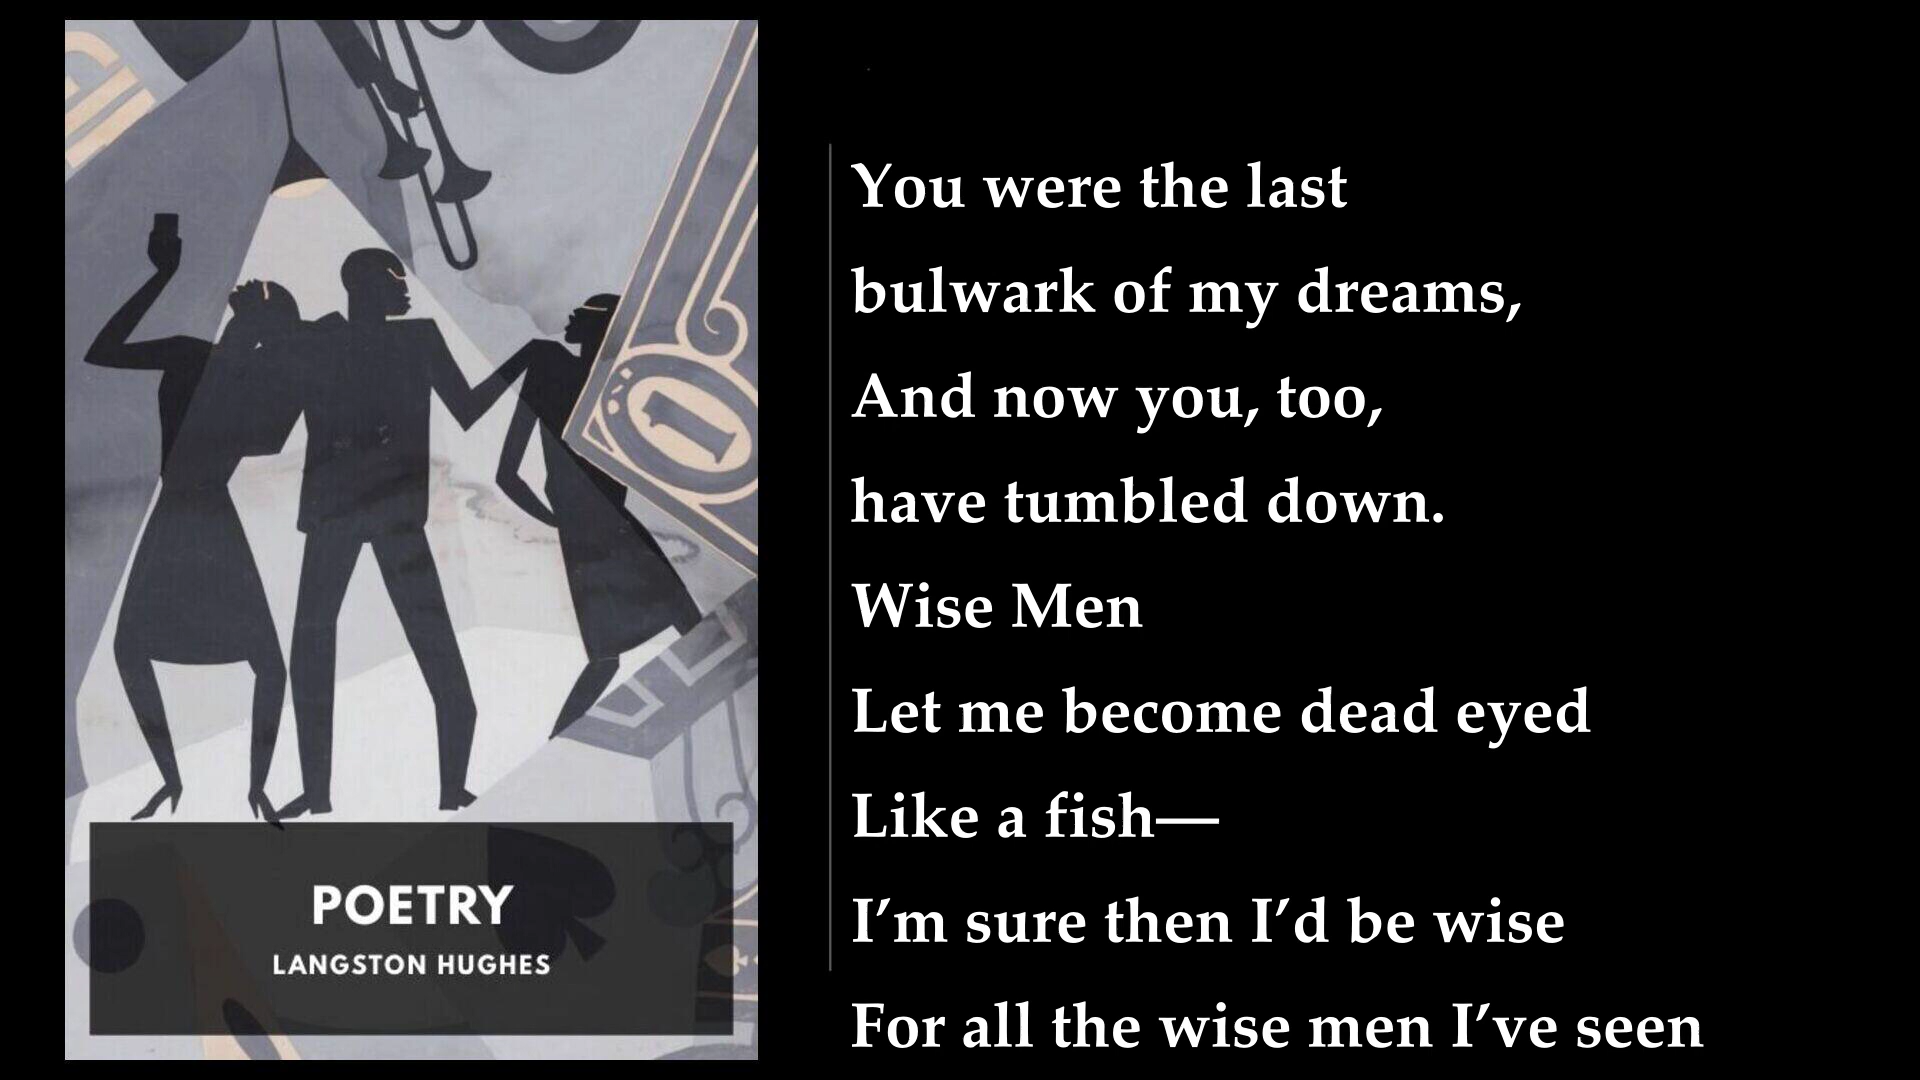 POETRY
LANGSTON HUGHES
You were the last
bulwark of my dreams,
And now you, too,
have tumbled down.
Wise Men
Let me become dead eyed
Like a fish—
I’m sure then I’d be wise
For all the wise men I’ve seen